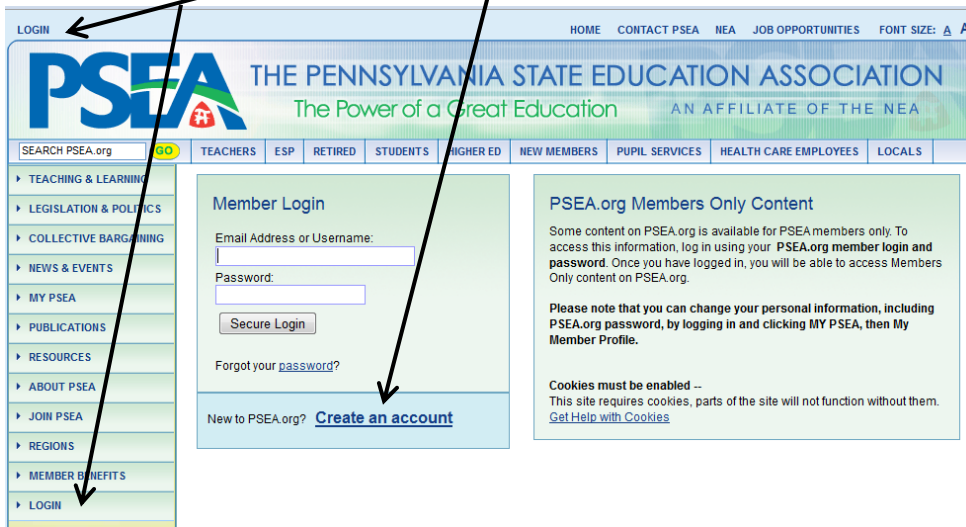 LOGIN
HOME CONTACT PSEA NEA JOB OPPORTUNITIES FONT SIZE: A A
PSEA
THE PENNSYLVANIA STATE EDUCATION ASSOCIATION
The Power of a Great Education AN AFFILIATE OF THE NEA
SEARCH PSEA.org GO
TEACHERS ESP RETIRED STUDENTS HIGHER ED NEW MEMBERS PUPIL SERVICES HEALTH CARE EMPLOYEES LOCALS
TEACHING & LEARNING
LEGISLATION & POLITICS
COLLECTIVE BARGAINING
NEWS & EVENTS
MY PSEA
PUBLICATIONS
RESOURCES
ABOUT PSEA
JOIN PSEA
REGIONS
MEMBER BENEFITS
LOGIN
Member Login
Email Address or Username:
Password:
Secure Login
Forgot your password?
New to PSEA.org? Create an account
PSEA.org Members Only Content
Some content on PSEA.org is available for PSEA members only. To
access this information, log in using your PSEA.org member login and
password. Once you have logged in, you will be able to access Members
Only content on PSEA.org.
Please note that you can change your personal information, including
PSEA.org password, by logging in and clicking MY PSEA, then My
Member Profile.
Cookies must be enabled --
This site requires cookies, parts of the site will not function without them.
Get Help with Cookies